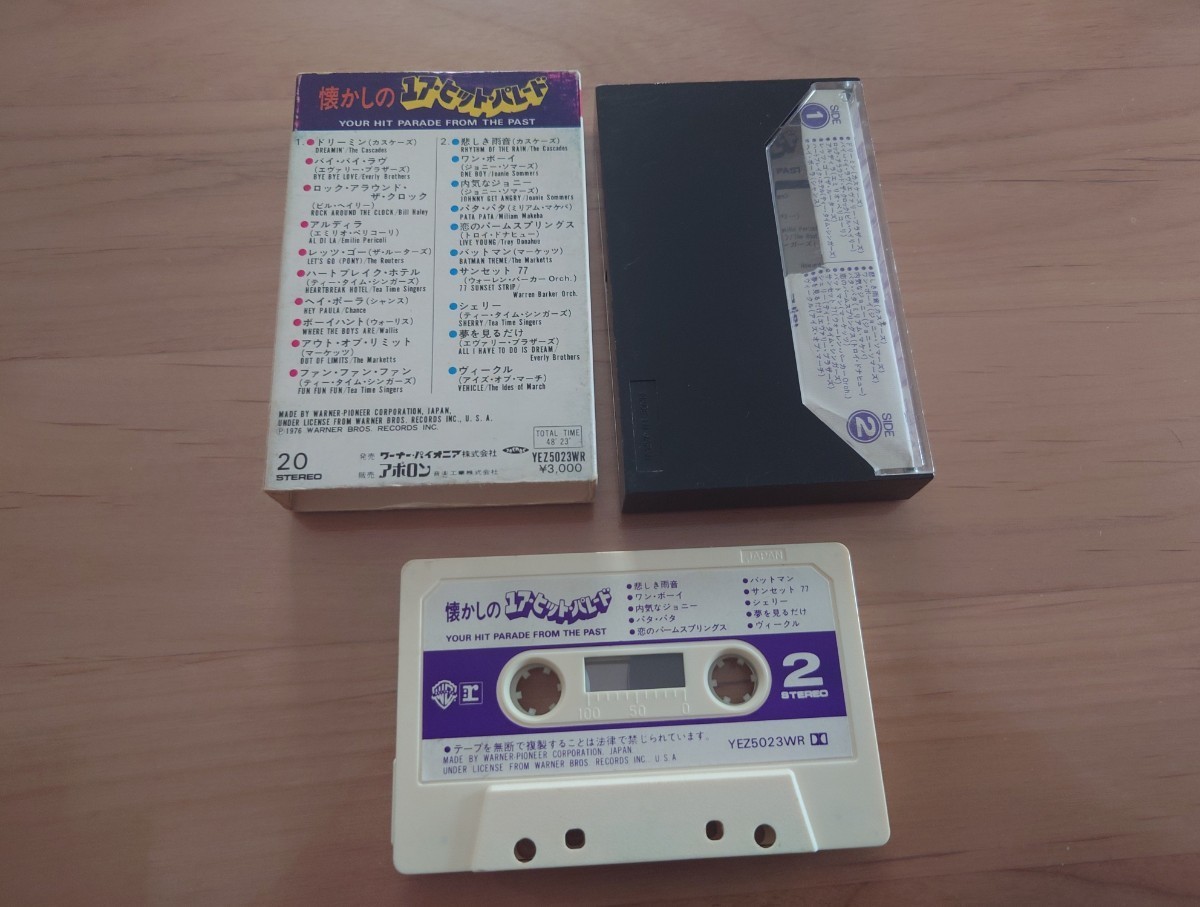 懐かしのユア・ヒット・パレード
YOUR HIT PARADE FROM THE PAST
1.●ドリーミン(カスケーズ)
DREAMIN'/The Cascades
●バイ・バイ・ラヴ
(エヴァリー・ブラザーズ)
BYE BYE LOVE/Everly Brothers
●ロック・アラウンド・
ザ・クロック
(ビル・ヘイリー)
ROCK AROUND THE CLOCK/Bill Haley
●アルディラ
(エミリオ・ペリコーリ)
AL DI LA/Emilio Pericoli
●レッツ・ゴー(ザ・ルーターズ)
LET'S GO (PONY)/The Routers
●ハートブレイク・ホテル
(ティー・タイム・シンガーズ)
HEARTBREAK HOTEL/Tea Time Singers
●ヘイ・ポーラ(シャンス)
HEY PAULA/Chance
●ボーイハント(ウォーリス)
WHERE THE BOYS ARE/Wallis
●アウト・オブ・リミット
(マーケッツ)
OUT OF LIMITS/The Marketts
●ファン・ファン・ファン
(ティー・タイム・シンガーズ)
FUN FUN FUN/Tea Time Singers
2.●悲しき雨音(カスケーズ)
RHYTHM OF THE RAIN/The Cascades
●ワン・ボーイ
(ジョニー・ソマーズ)
ONE BOY/Joanie Sommers
●内気なジョニー
(ジョニー・ソマーズ)
JOHNNY GET ANGRY/Joanie Sommers
●パタ・パタ(ミリアム・マケバ)
PATA PATA/Miliam Makeba
●恋のパームスプリングス
(トロイ・ドナヒュー)
LIVE YOUNG/Troy Donahue
●バットマン(マーケッツ)
BATMAN THEME/The Marketts
●サンセット 77
(ウォーレン・バーカー Orch.)
77 SUNSET STRIP/
Warren Barker Orch.
●シェリー
(ティー・タイム・シンガーズ)
SHERRY/Tea Time Singers
●夢を見るだけ
(エヴァリー・ブラザーズ)
ALL I HAVE TO DO IS DREAM/
Everly Brothers
●ヴィークル
(アイズ・オブ・マーチ)
VEHICLE/The Ides of March
MADE BY WARNER-PIONEER CORPORATION, JAPAN,
UNDER LICENSE FROM WARNER BROS. RECORDS INC., U.S.A.
℗1976 WARNER BROS. RECORDS INC.
20
STEREO
発売 ワーナー・パイオニア株式会社
販売 アポロン音楽工業株式会社
TOTAL TIME
48'23"
YEZ5023WR
¥3,000
SIDE
1
SIDE
2
JAPAN
懐かしのユア・ヒット・パレード
YOUR HIT PARADE FROM THE PAST
●悲しき雨音
●ワン・ボーイ
●内気なジョニー
●パタ・パタ
●恋のパームスプリングス
●バットマン
●サンセット 77
●シェリー
●夢を見るだけ
●ヴィークル
2
STEREO
100 50 0
●テープを無断で複製することは法律で禁じられています。
MADE BY WARNER-PIONEER CORPORATION, JAPAN
UNDER LICENSE FROM WARNER BROS. RECORDS INC., U.S.A.
YEZ5023WR